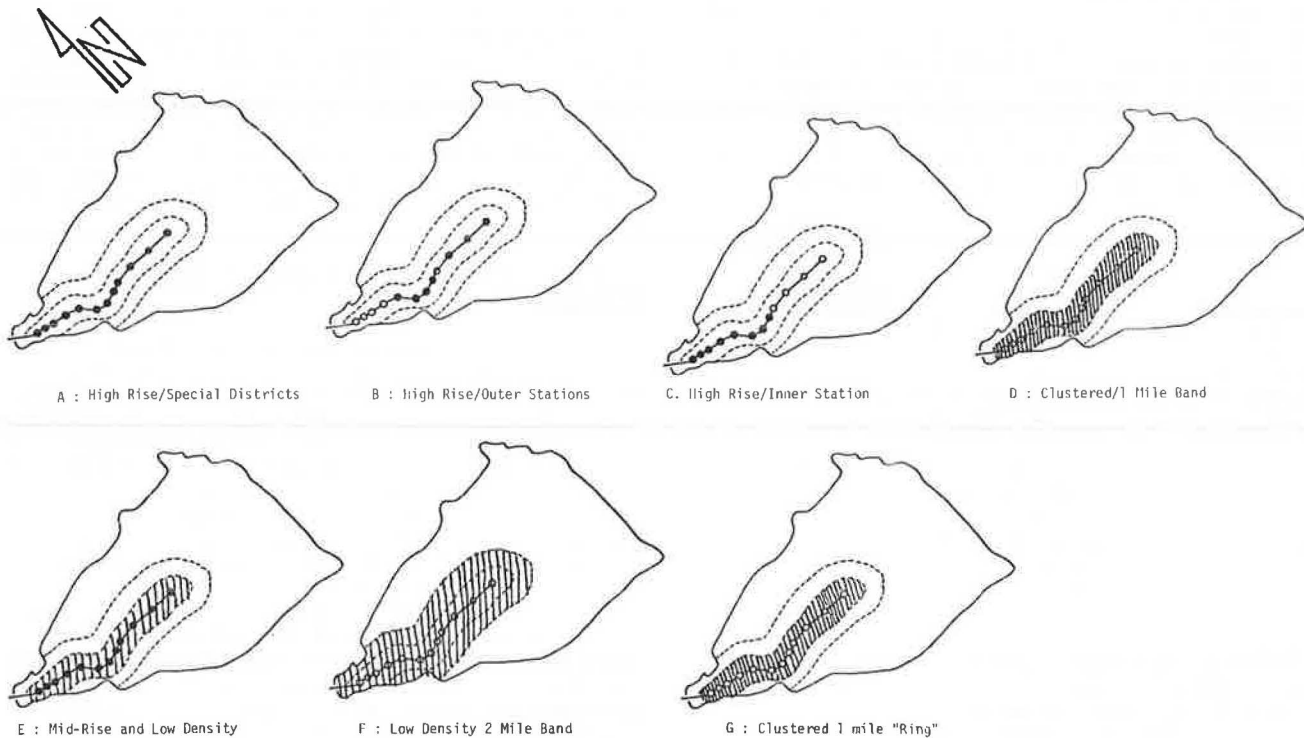 N
A : High Rise/Special Districts
B : High Rise/Outer Stations
C. High Rise/Inner Station
D : Clustered/1 Mile Band
E : Mid-Rise and Low Density
F : Low Density 2 Mile Band
G : Clustered 1 mile "Ring"